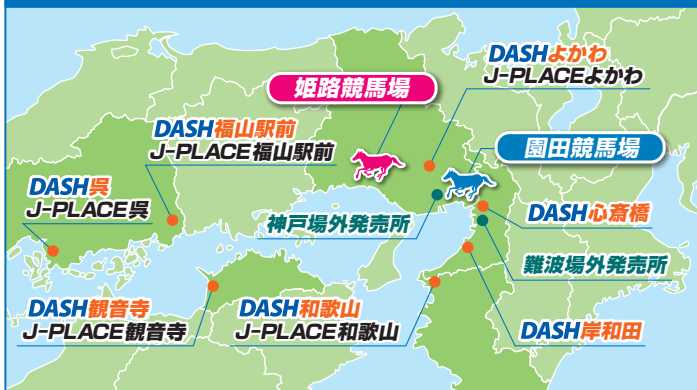 DASHよかわ
J-PLACEよかわ
姫路競馬場
DASH福山駅前
J-PLACE福山駅前
園田競馬場
DASH呉
J-PLACE呉
神戸場外発売所
DASH心斎橋
難波場外発売所
DASH観音寺
J-PLACE観音寺
DASH和歌山
J-PLACE和歌山
DASH岸和田